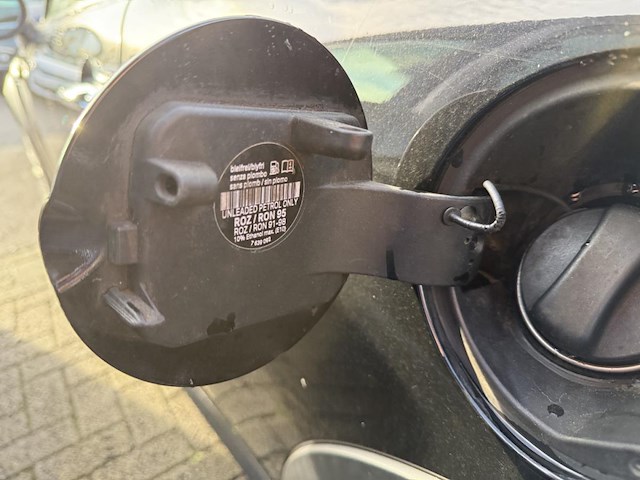 bleifrei/blyfri
senza piombo
sans plomb / sin plomo
UNLEADED PETROL ONLY
ROZ / RON 95
ROZ / RON 91-98
10% Ethanol max. (E10)